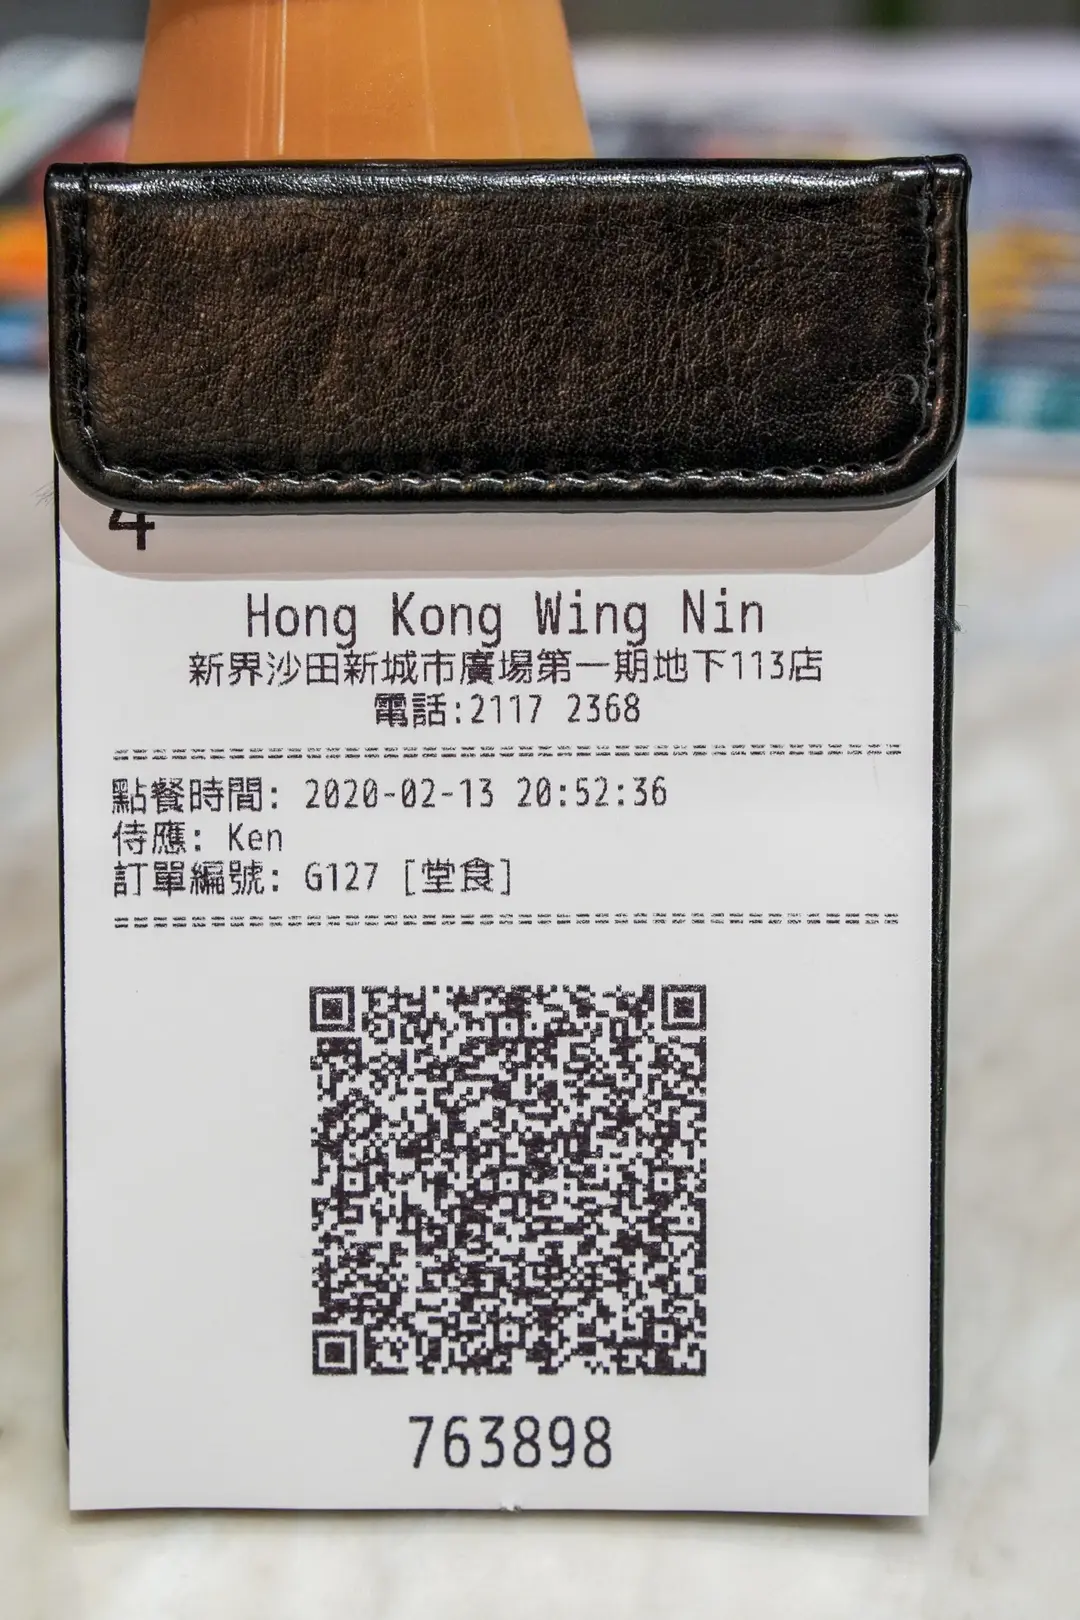 4
Hong Kong Wing Nin
新界沙田新城市廣場第一期地下113店
電話:2117 2368
點餐時間: 2020-02-13 20:52:36
侍應: Ken
訂單編號: G127 [堂食]
763898